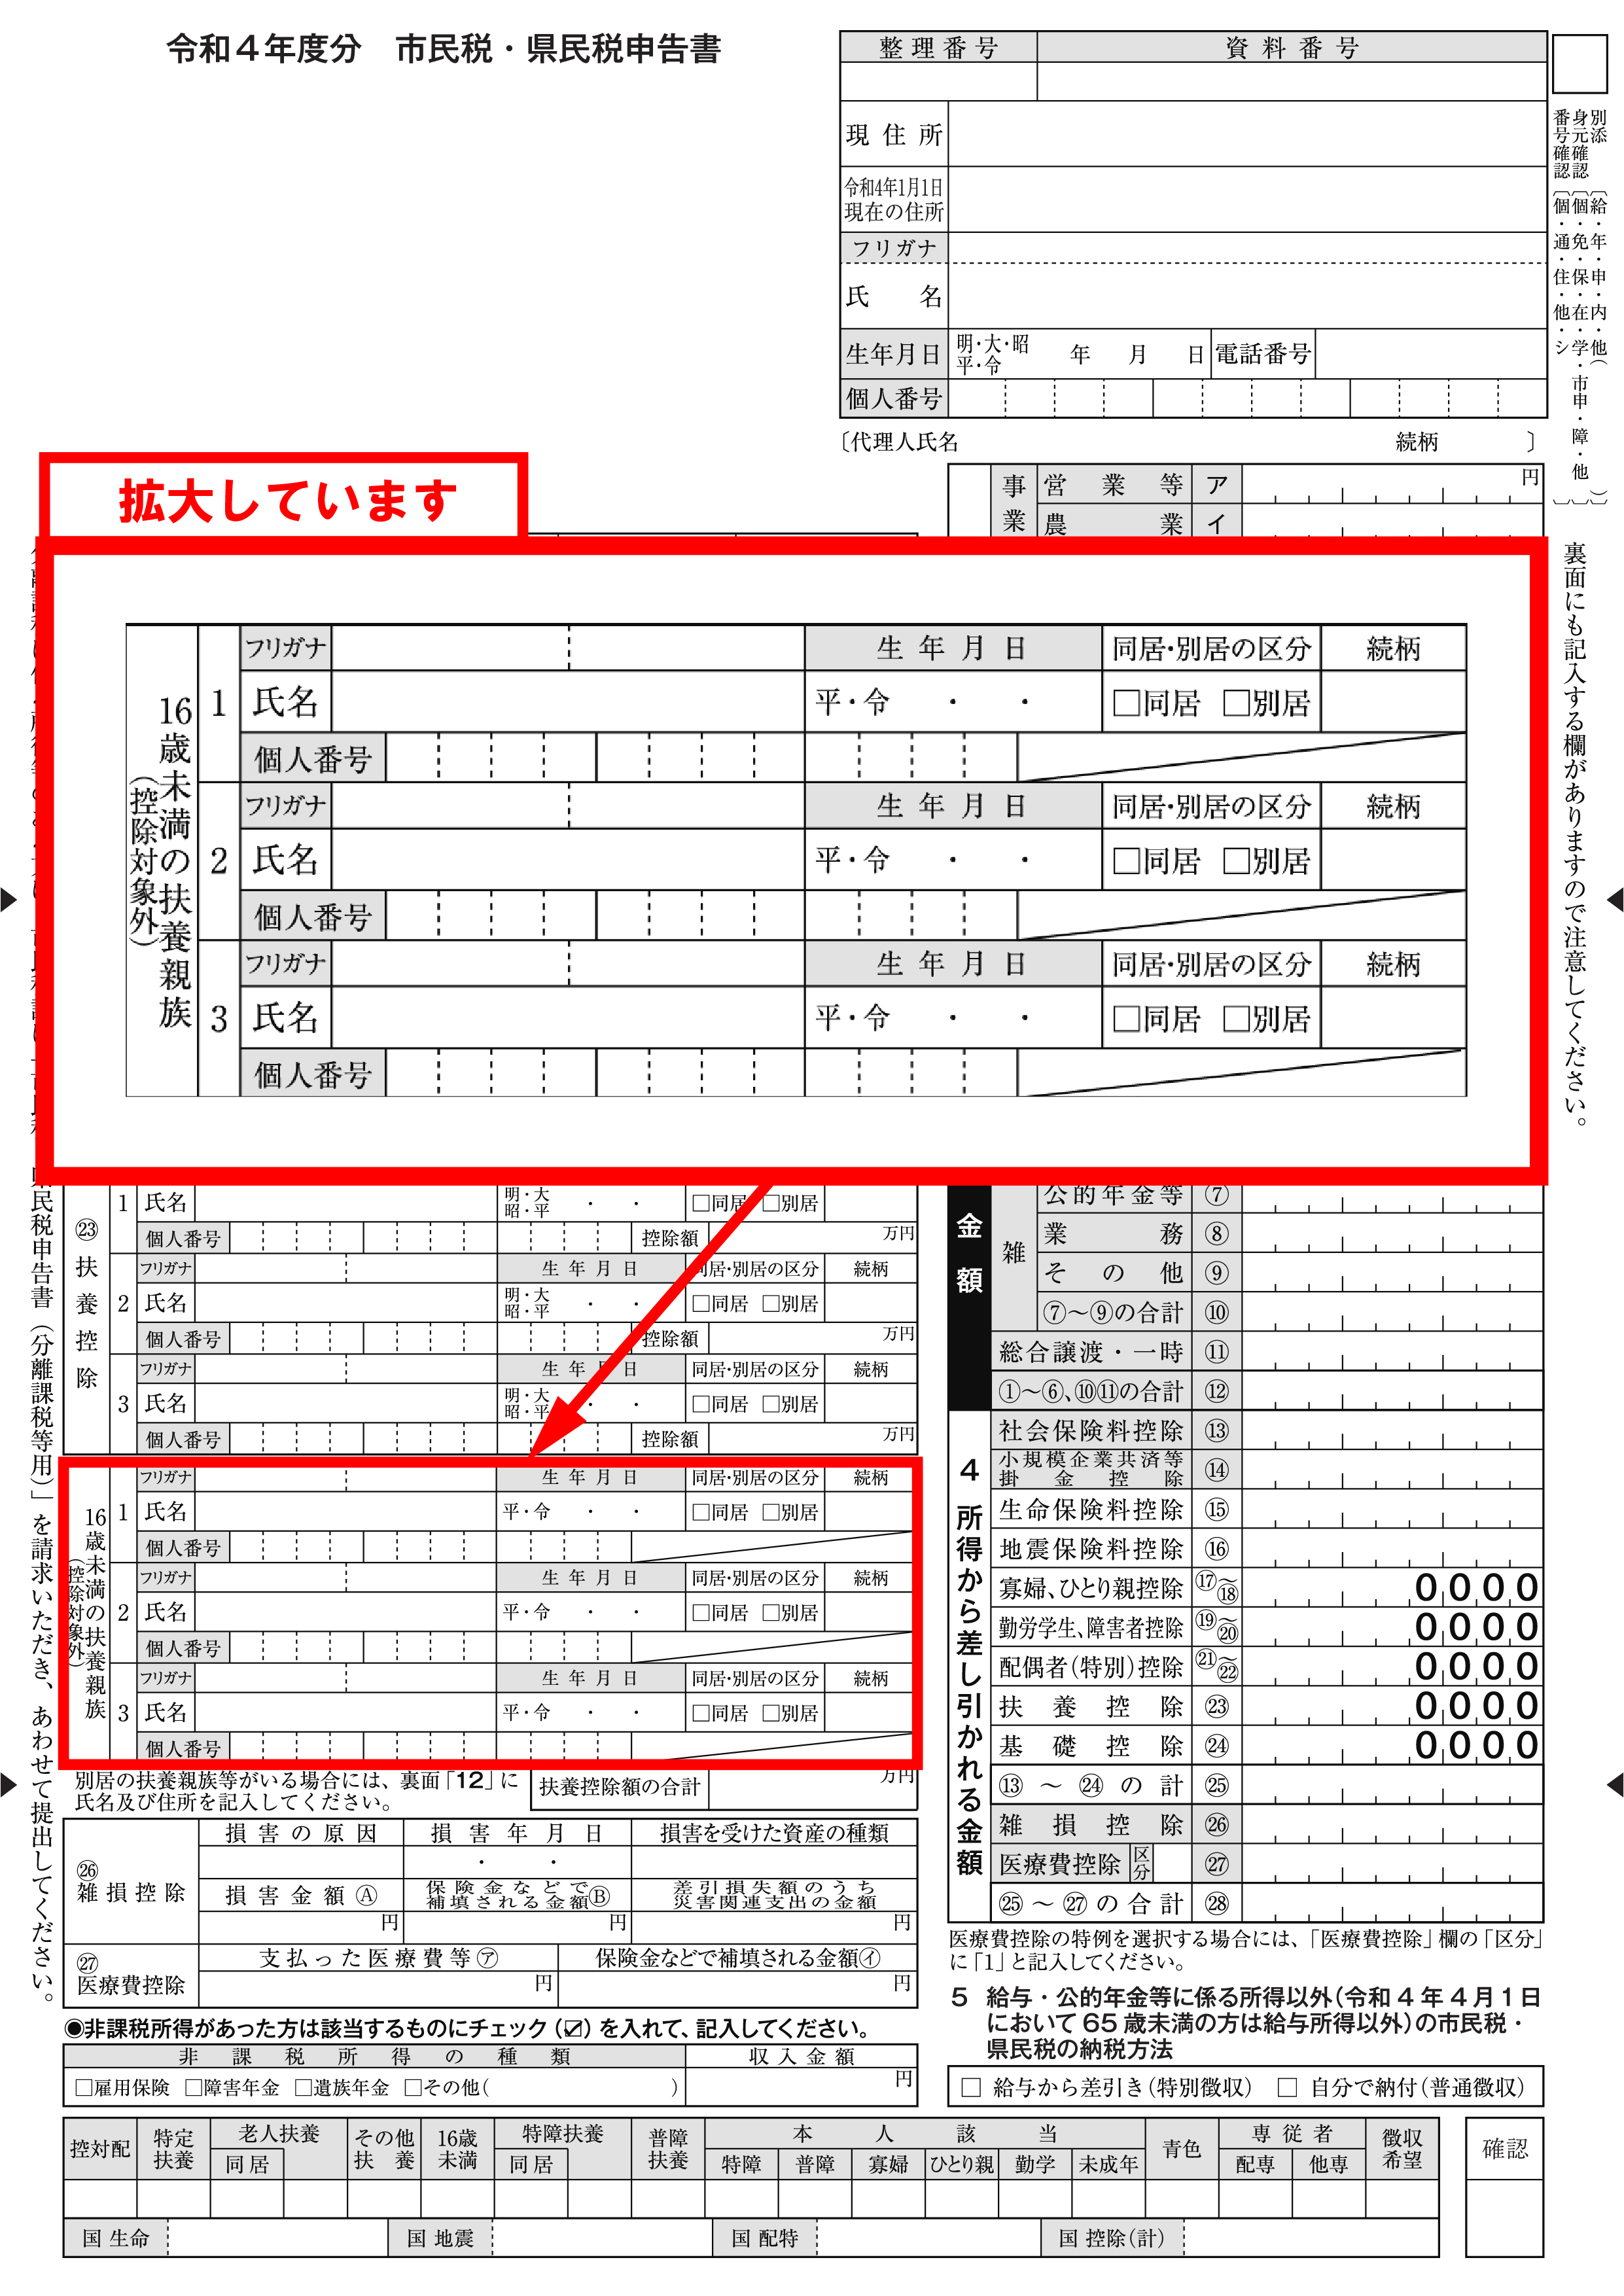 令和４年度分　市民税・県民税申告書
整理番号　資料番号
現住所
令和4年1月1日
現在の住所
フリガナ
氏名
生年月日　明・大・昭　平・令　年　月　日　電話番号
個人番号
〔代理人氏名　続柄　〕
別添〔給・年・申・内・他（　）〕
身元確認〔個・免・保・在・学・市申・障・他　〕
番号確認〔個・通・住・他・シ　〕
事業　営業等　ア　円
農業　イ
拡大しています
16歳未満の扶養親族
（控除対象外）
1　フリガナ　生年月日　同居・別居の区分　続柄
氏名　平・令　・　・　□同居　□別居
個人番号
2　フリガナ　生年月日　同居・別居の区分　続柄
氏名　平・令　・　・　□同居　□別居
個人番号
3　フリガナ　生年月日　同居・別居の区分　続柄
氏名　平・令　・　・　□同居　□別居
個人番号
裏面にも記入する欄がありますので注意してください。
民税申告書（分離課税等用）」を請求いただき、あわせて提出してください。
㉓扶養控除
1　氏名　明・大　昭・平　・　・　□同居　□別居
個人番号　控除額　万円
2　フリガナ　生年月日　同居・別居の区分　続柄
氏名　明・大　昭・平　・　・　□同居　□別居
個人番号　控除額　万円
3　フリガナ　生年月日　同居・別居の区分　続柄
氏名　明・大　昭・平　・　・　□同居　□別居
個人番号　控除額　万円
16歳未満の扶養親族
（控除対象外）
1　フリガナ　生年月日　同居・別居の区分　続柄
氏名　平・令　・　・　□同居　□別居
個人番号
2　フリガナ　生年月日　同居・別居の区分　続柄
氏名　平・令　・　・　□同居　□別居
個人番号
3　フリガナ　生年月日　同居・別居の区分　続柄
氏名　平・令　・　・　□同居　□別居
個人番号
別居の扶養親族等がいる場合には、裏面「12」に
氏名及び住所を記入してください。
扶養控除額の合計　万円
㉖雑損控除
損害の原因　損害年月日　損害を受けた資産の種類
・　・
損害金額Ⓐ　保険金などで補填される金額Ⓑ　差引損失額のうち災害関連支出の金額
円　円　円
㉗医療費控除
支払った医療費等㋐　保険金などで補填される金額㋑
円　円
◉非課税所得があった方は該当するものにチェック（☑）を入れて、記入してください。
非課税所得の種類　収入金額
□雇用保険　□障害年金　□遺族年金　□その他（　）　円
金額
雑　公的年金等　⑦
業務　⑧
その他　⑨
⑦～⑨の合計　⑩
総合譲渡・一時　⑪
①～⑥、⑩⑪の合計　⑫
4　所得から差し引かれる金額
社会保険料控除　⑬
小規模企業共済等掛金控除　⑭
生命保険料控除　⑮
地震保険料控除　⑯
寡婦、ひとり親控除　⑰～⑱　0000
勤労学生、障害者控除　⑲～⑳　0000
配偶者（特別）控除　㉑～㉒　0000
扶養控除　㉓　0000
基礎控除　㉔　0000
⑬～㉔の計　㉕
雑損控除　㉖
医療費控除　区分　㉗
㉕～㉗の合計　㉘
医療費控除の特例を選択する場合には、「医療費控除」欄の「区分」
に「1」と記入してください。
5　給与・公的年金等に係る所得以外（令和４年４月１日
において65歳未満の方は給与所得以外）の市民税・
県民税の納税方法
□　給与から差引き（特別徴収）　□　自分で納付（普通徴収）
控対配　特定扶養　老人扶養　同居　その他扶養　16歳未満　特障扶養　同居　普障扶養　本人該当　特障　普障　寡婦　ひとり親　勤学　未成年　青色　専従者　配専　他専　徴収希望　確認
国　生命　国　地震　国　配特　国　控除（計）